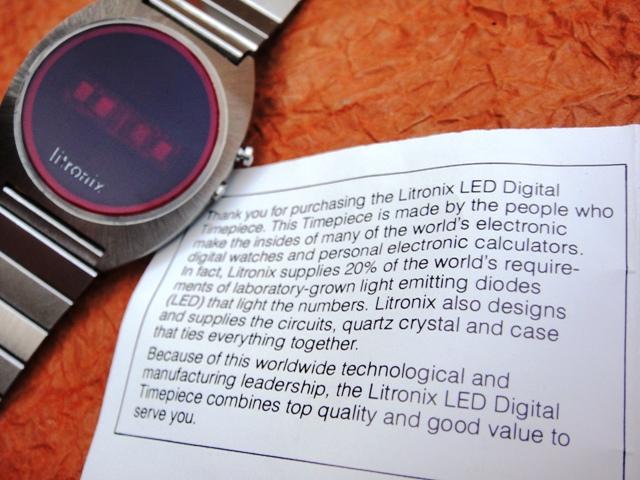 litronix
Thank you for purchasing the Litronix LED Digital
Timepiece. This Timepiece is made by the people who
make the insides of many of the world's electronic
digital watches and personal electronic calculators.
In fact, Litronix supplies 20% of the world's require-
ments of laboratory-grown light emitting diodes
(LED) that light the numbers. Litronix also designs
and supplies the circuits, quartz crystal and case
that ties everything together.
Because of this worldwide technological and
manufacturing leadership, the Litronix LED Digital
Timepiece combines top quality and good value to
serve you.